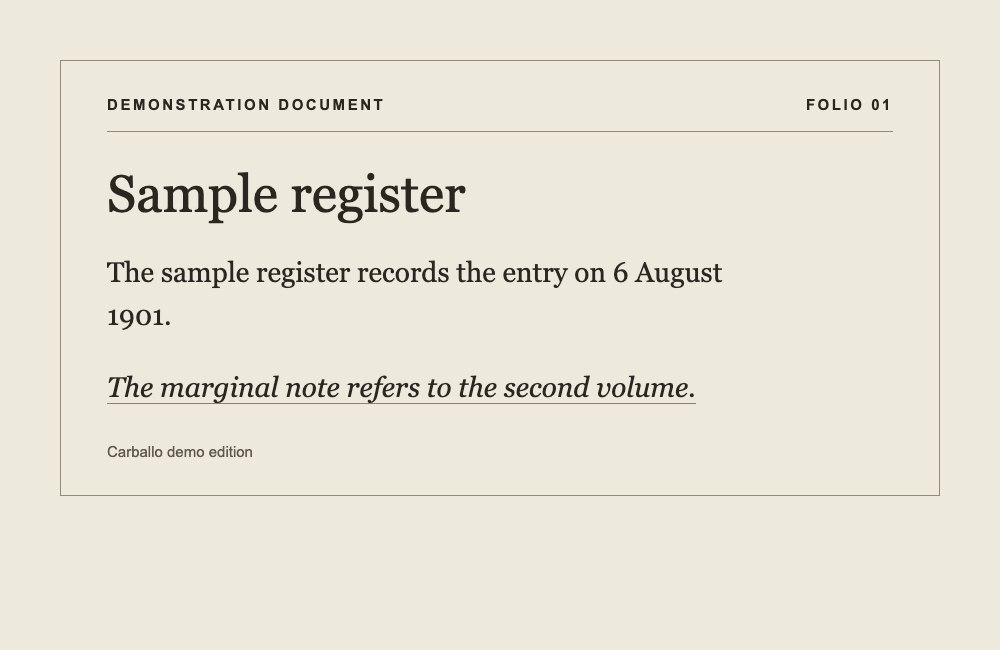 DEMONSTRATION DOCUMENT
FOLIO 01
Sample register
The sample register records the entry on 6 August
1901.
The marginal note refers to the second volume.
Carballo demo edition